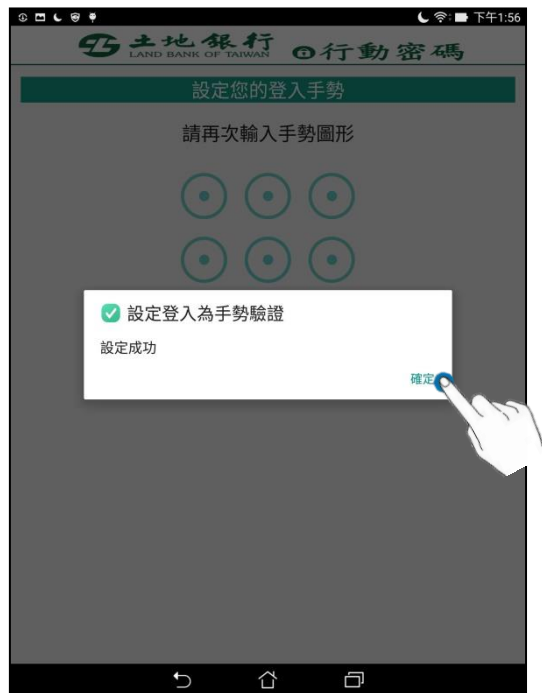 下午1:56
土地銀行
LAND BANK OF TAIWAN
行動密碼
設定您的登入手勢
請再次輸入手勢圖形
設定登入為手勢驗證
設定成功
確定